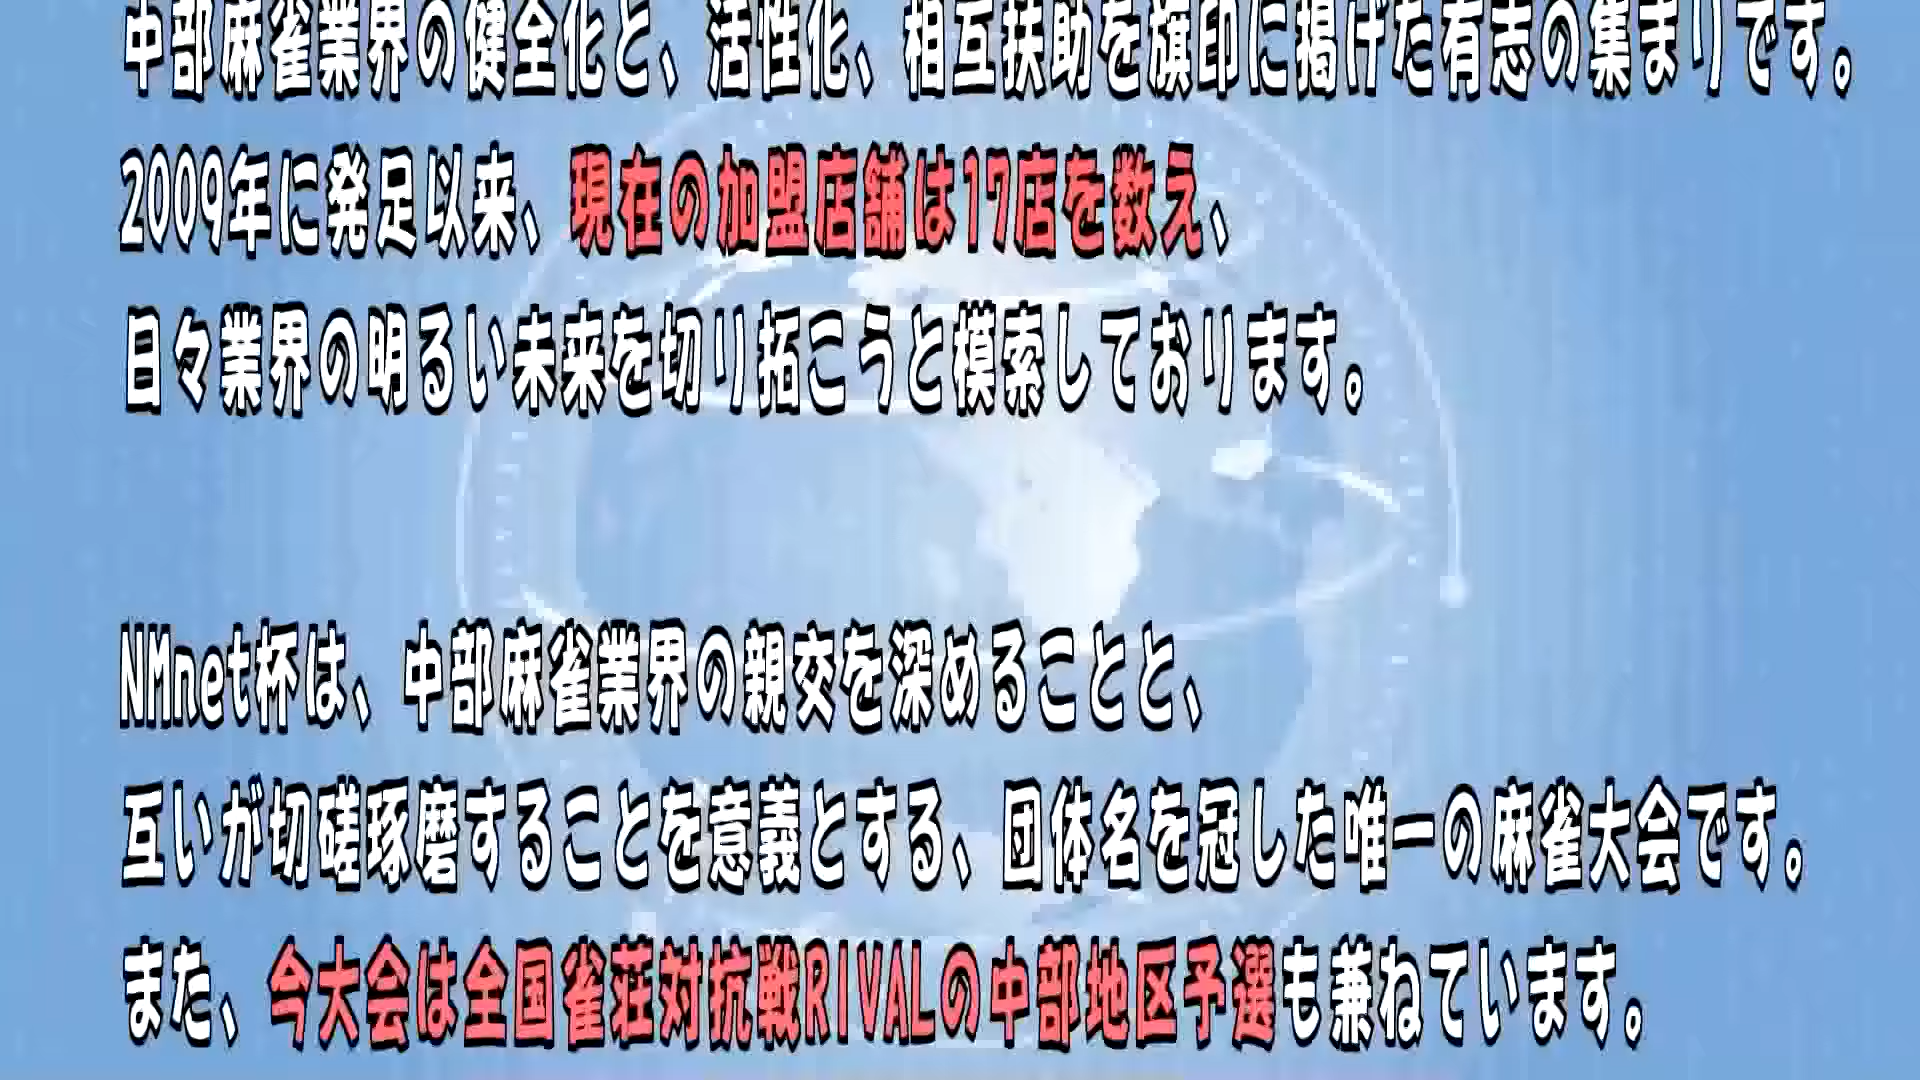 中部麻雀業界の健全化と、活性化、相互扶助を旗印に掲げた有志の集まりです。
2009年に発足以来、現在の加盟店舗は17店を数え、
日々業界の明るい未来を切り拓こうと模索しております。
NMnet杯は、中部麻雀業界の親交を深めることと、
互いが切磋琢磨することを意義とする、団体名を冠した唯一の麻雀大会です。
また、今大会は全国雀荘対抗戦RIVALの中部地区予選も兼ねています。